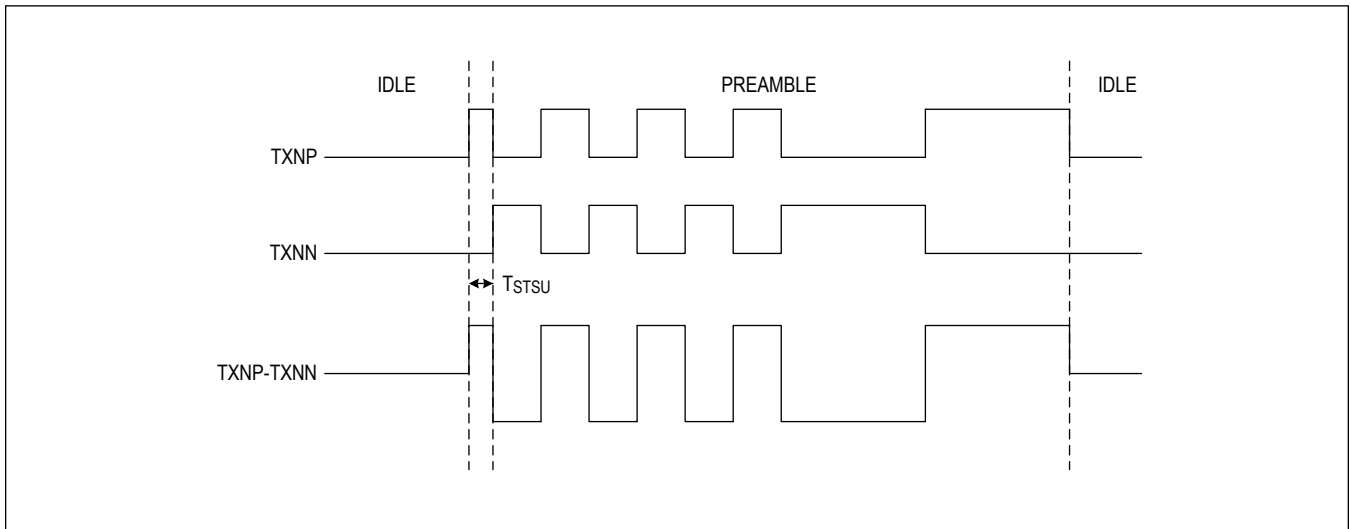 IDLE PREAMBLE IDLE
TXNP
TXNN
TSTSU
TXNP-TXNN